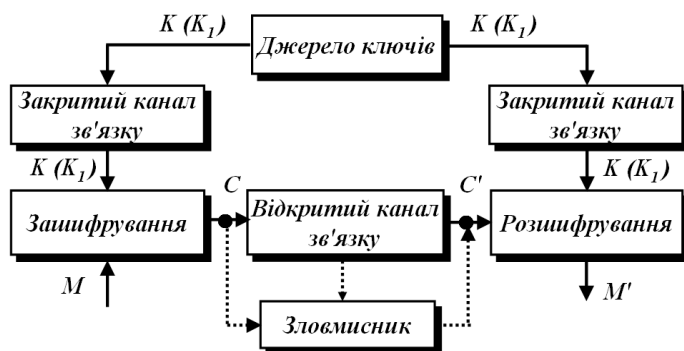 K (K₁)
Джерело ключів
K (K₁)
Закритий канал
зв'язку
Закритий канал
зв'язку
K (K₁)
K (K₁)
Зашифрування
C
Відкритий канал
зв'язку
C'
Розшифрування
M
Зловмисник
M'